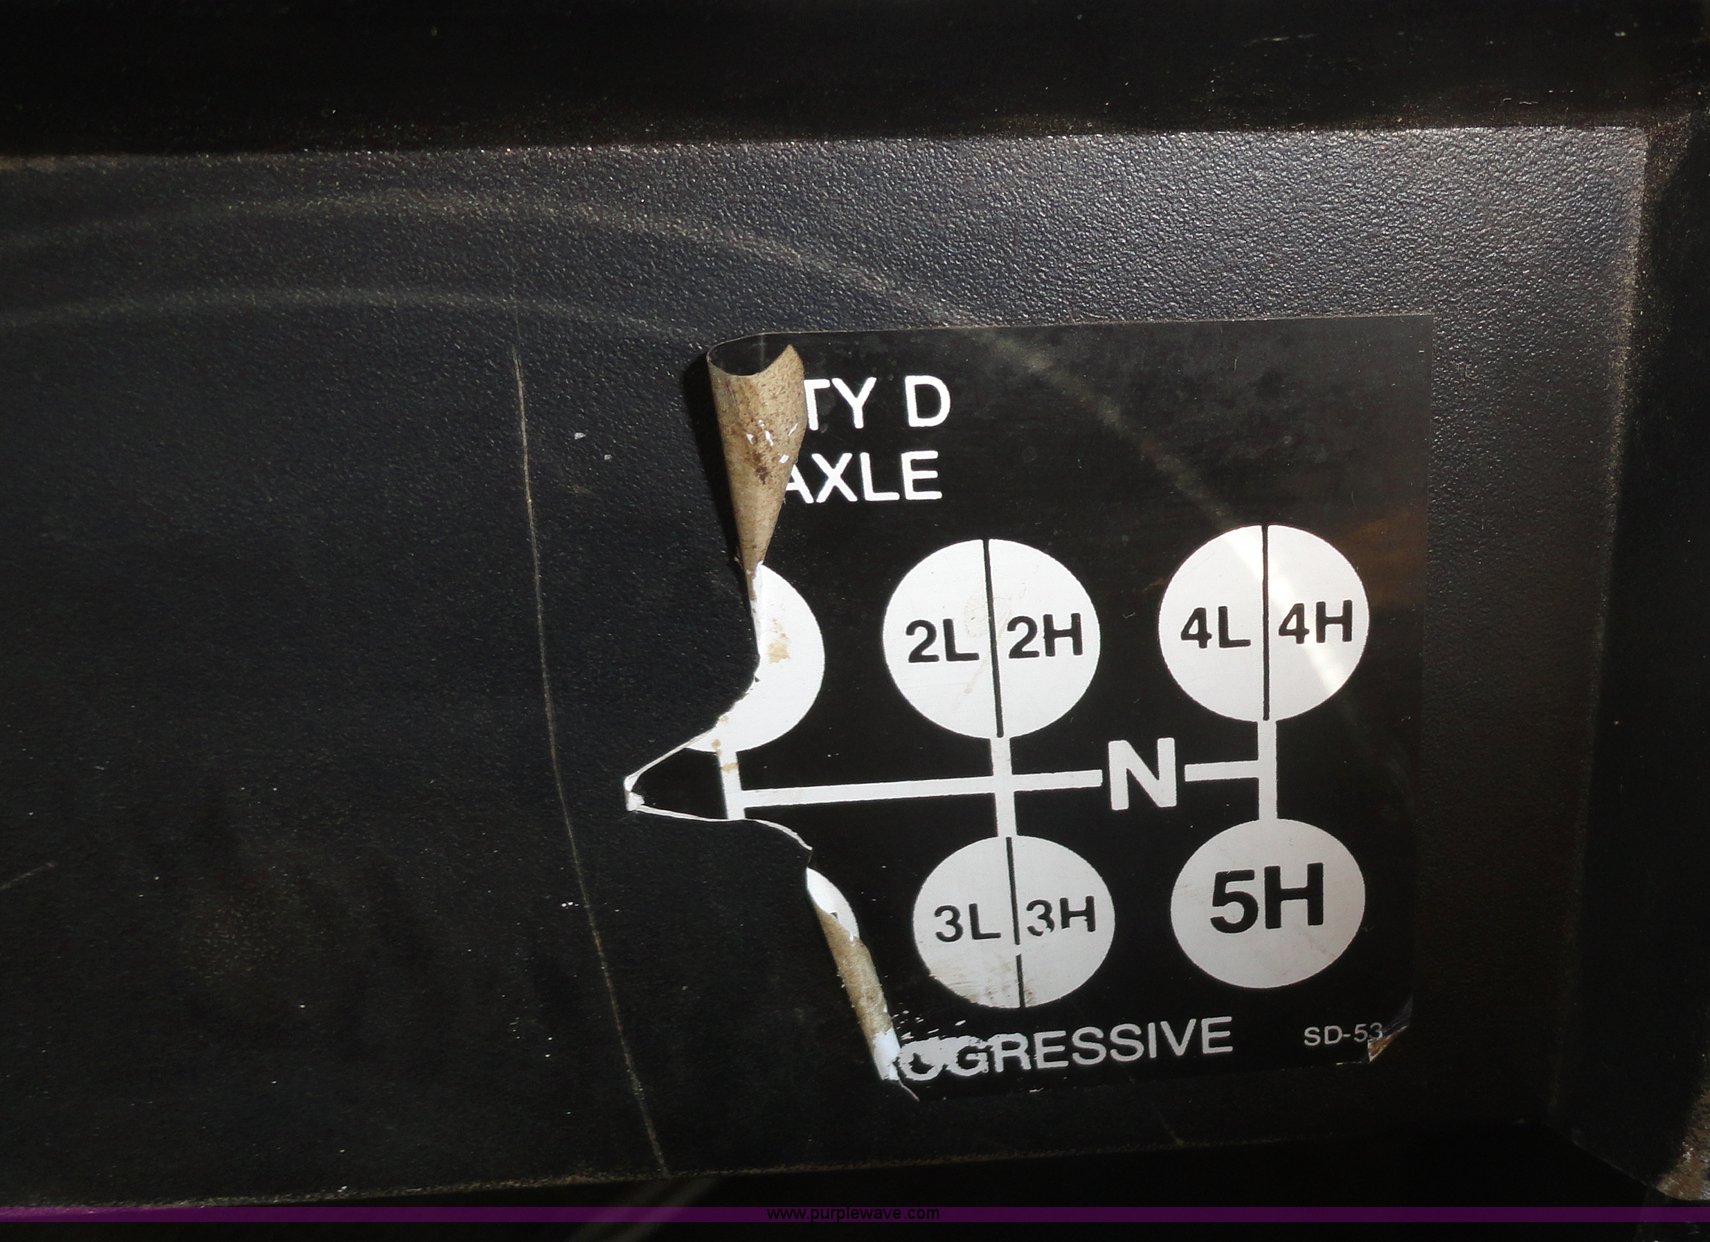 TY D
AXLE
2L 2H 4L 4H
N
3L 3H 5H
OGRESSIVE SD-53
www.purplewave.com